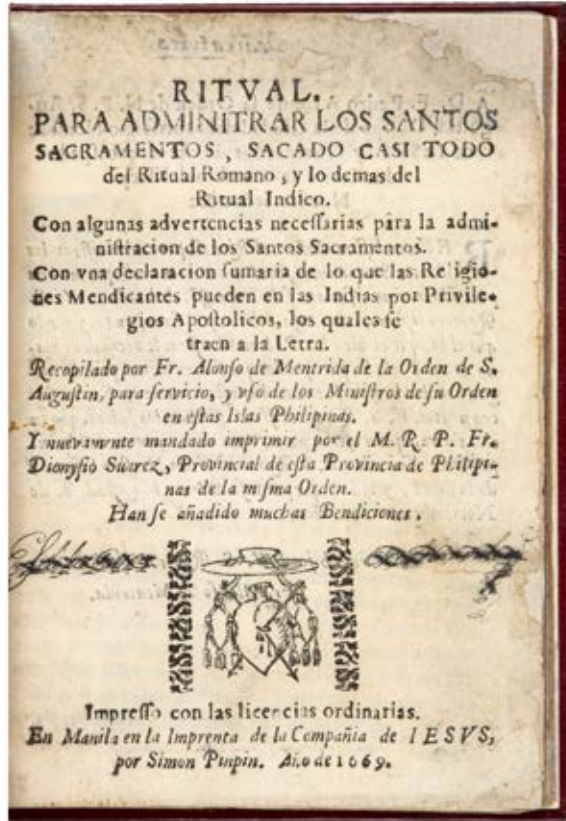 RITVAL.
PARA ADMINITRAR LOS SANTOS
SACRAMENTOS, SACADO CASI TODO
del Ritual Romano, y lo demas del
Ritual Indico.
Con algunas advertencias neceſſarias para la admi-
niſtracion de los Santos Sacramentos.
Con vna declaracion ſumaria de lo que las Religio-
nes Mendicantes pueden en las Indias por Privile-
gios Apoſtolicos, los quales ſe
traen a la Letra.
Recopilado por Fr. Alonſo de Mentrida de la Orden de S.
Auguſtin, para ſervicio, y vſo de los Miniſtros de ſu Orden
en eſtas Islas Philipinas.
Y nuevamente mandado imprimir por el M. R. P. Fr.
Dionyſio Suarez, Provincial de eſta Provincia de Philipi-
nas de la miſma Orden.
Han ſe añadido muchas Bendiciones.
Impreſſo con las licencias ordinarias.
En Manila en la Imprenta de la Compañia de IESVS,
por Simon Pinpin. Año de 1669.